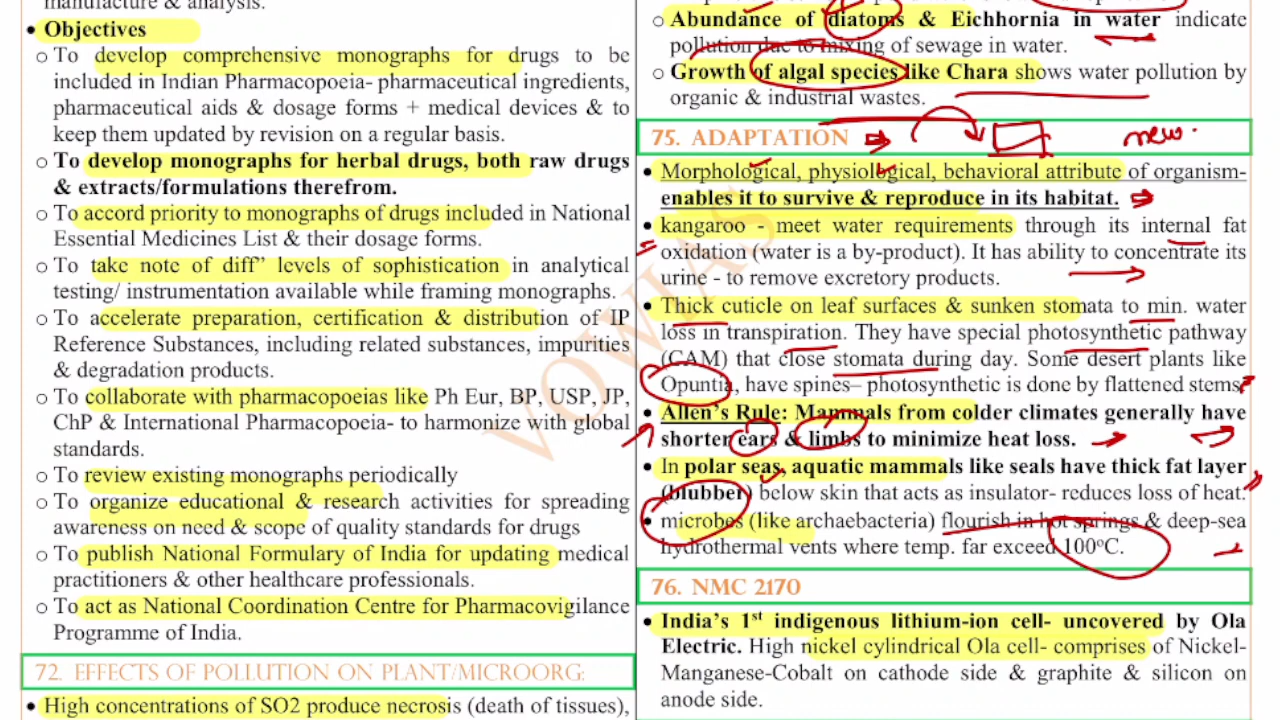 manufacture & analysis.
• Objectives
o To develop comprehensive monographs for drugs to be
included in Indian Pharmacopoeia- pharmaceutical ingredients,
pharmaceutical aids & dosage forms + medical devices & to
keep them updated by revision on a regular basis.
o To develop monographs for herbal drugs, both raw drugs
& extracts/formulations therefrom.
o To accord priority to monographs of drugs included in National
Essential Medicines List & their dosage forms.
o To take note of diff” levels of sophistication in analytical
testing/ instrumentation available while framing monographs.
o To accelerate preparation, certification & distribution of IP
Reference Substances, including related substances, impurities
& degradation products.
o To collaborate with pharmacopoeias like Ph Eur, BP, USP, JP,
ChP & International Pharmacopoeia- to harmonize with global
standards.
o To review existing monographs periodically
o To organize educational & research activities for spreading
awareness on need & scope of quality standards for drugs
o To publish National Formulary of India for updating medical
practitioners & other healthcare professionals.
o To act as National Coordination Centre for Pharmacovigilance
Programme of India.
72. EFFECTS OF POLLUTION ON PLANT/MICROORG:
• High concentrations of SO2 produce necrosis (death of tissues),
o Abundance of diatoms & Eichhornia in water indicate
pollution due to mixing of sewage in water.
o Growth of algal species like Chara shows water pollution by
organic & industrial wastes.
75. ADAPTATION
new.
• Morphological, physiological, behavioral attribute of organism-
enables it to survive & reproduce in its habitat.
• kangaroo - meet water requirements through its internal fat
oxidation (water is a by-product). It has ability to concentrate its
urine - to remove excretory products.
• Thick cuticle on leaf surfaces & sunken stomata to min. water
loss in transpiration. They have special photosynthetic pathway
(CAM) that close stomata during day. Some desert plants like
Opuntia, have spines– photosynthetic is done by flattened stems.
• Allen’s Rule: Mammals from colder climates generally have
shorter ears & limbs to minimize heat loss.
• In polar seas, aquatic mammals like seals have thick fat layer
(blubber) below skin that acts as insulator- reduces loss of heat.
• microbes (like archaebacteria) flourish in hot springs & deep-sea
hydrothermal vents where temp. far exceed 100°C.
76. NMC 2170
• India’s 1st indigenous lithium-ion cell- uncovered by Ola
Electric. High nickel cylindrical Ola cell- comprises of Nickel-
Manganese-Cobalt on cathode side & graphite & silicon on
anode side.
VOWIAS